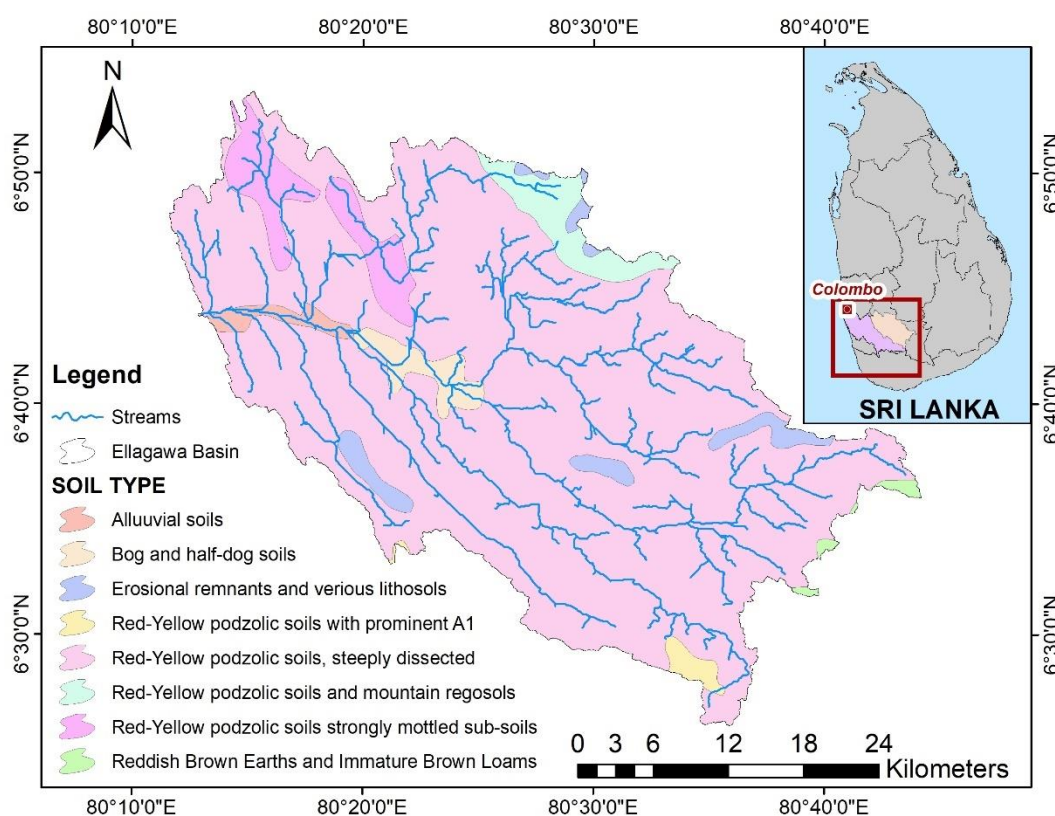 80°10'0"E 80°20'0"E 80°30'0"E 80°40'0"E
N
6°50'0"N
6°50'0"N
Colombo
SRI LANKA
6°40'0"N
6°40'0"N
Legend
Streams
Ellagawa Basin
SOIL TYPE
Alluuvial soils
Bog and half-dog soils
Erosional remnants and verious lithosols
Red-Yellow podzolic soils with prominent A1
Red-Yellow podzolic soils, steeply dissected
Red-Yellow podzolic soils and mountain regosols
Red-Yellow podzolic soils strongly mottled sub-soils
Reddish Brown Earths and Immature Brown Loams
6°30'0"N
6°30'0"N
0 3 6 12 18 24
Kilometers
80°10'0"E 80°20'0"E 80°30'0"E 80°40'0"E